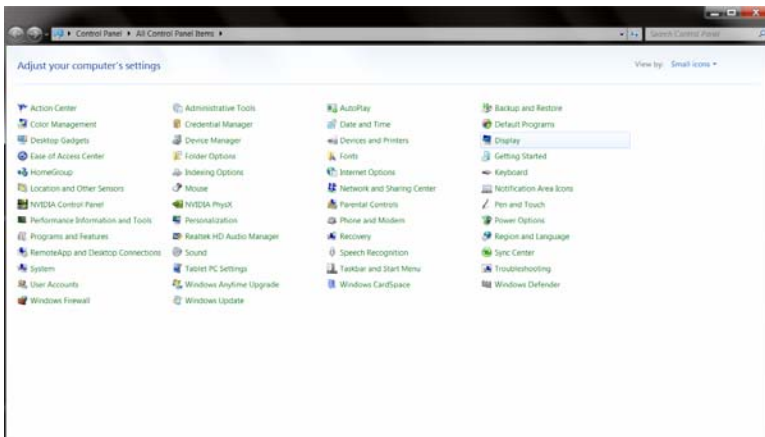 Control Panel ▸ All Control Panel Items ▸
Search Control Panel
Adjust your computer's settings
View by: Small icons
Action Center
Administrative Tools
AutoPlay
Backup and Restore
Color Management
Credential Manager
Date and Time
Default Programs
Desktop Gadgets
Device Manager
Devices and Printers
Display
Ease of Access Center
Folder Options
Fonts
Getting Started
HomeGroup
Indexing Options
Internet Options
Keyboard
Location and Other Sensors
Mouse
Network and Sharing Center
Notification Area Icons
NVIDIA Control Panel
NVIDIA PhysX
Parental Controls
Pen and Touch
Performance Information and Tools
Personalization
Phone and Modem
Power Options
Programs and Features
Realtek HD Audio Manager
Recovery
Region and Language
RemoteApp and Desktop Connections
Sound
Speech Recognition
Sync Center
System
Tablet PC Settings
Taskbar and Start Menu
Troubleshooting
User Accounts
Windows Anytime Upgrade
Windows CardSpace
Windows Defender
Windows Firewall
Windows Update